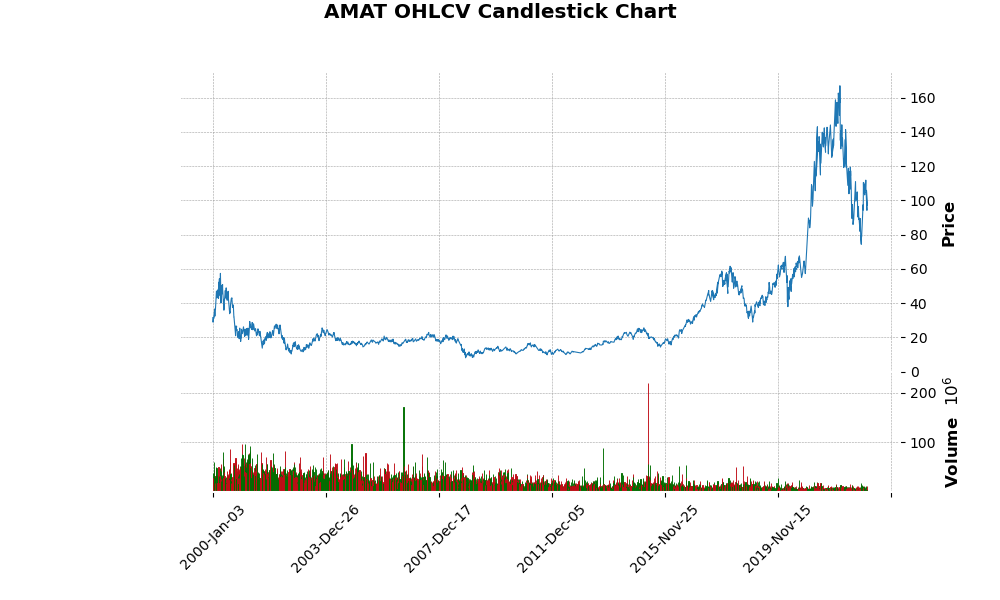 AMAT OHLCV Candlestick Chart
160
140
120
100
80
60
40
20
0
Price
200
100
Volume 10^6
2000-Jan-03
2003-Dec-26
2007-Dec-17
2011-Dec-05
2015-Nov-25
2019-Nov-15